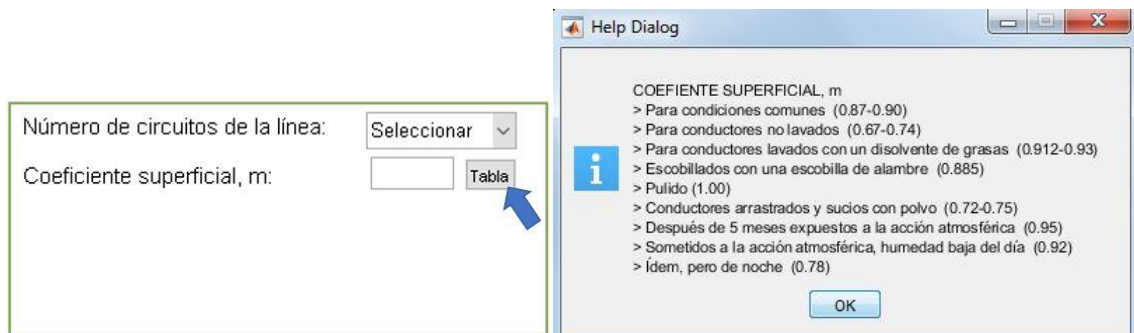 Número de circuitos de la línea: Seleccionar
Coeficiente superficial, m: Tabla
Help Dialog
COEFIENTE SUPERFICIAL, m
> Para condiciones comunes (0.87-0.90)
> Para conductores no lavados (0.67-0.74)
> Para conductores lavados con un disolvente de grasas (0.912-0.93)
> Escobillados con una escobilla de alambre (0.885)
> Pulido (1.00)
> Conductores arrastrados y sucios con polvo (0.72-0.75)
> Después de 5 meses expuestos a la acción atmosférica (0.95)
> Sometidos a la acción atmosférica, humedad baja del día (0.92)
> Ídem, pero de noche (0.78)
OK